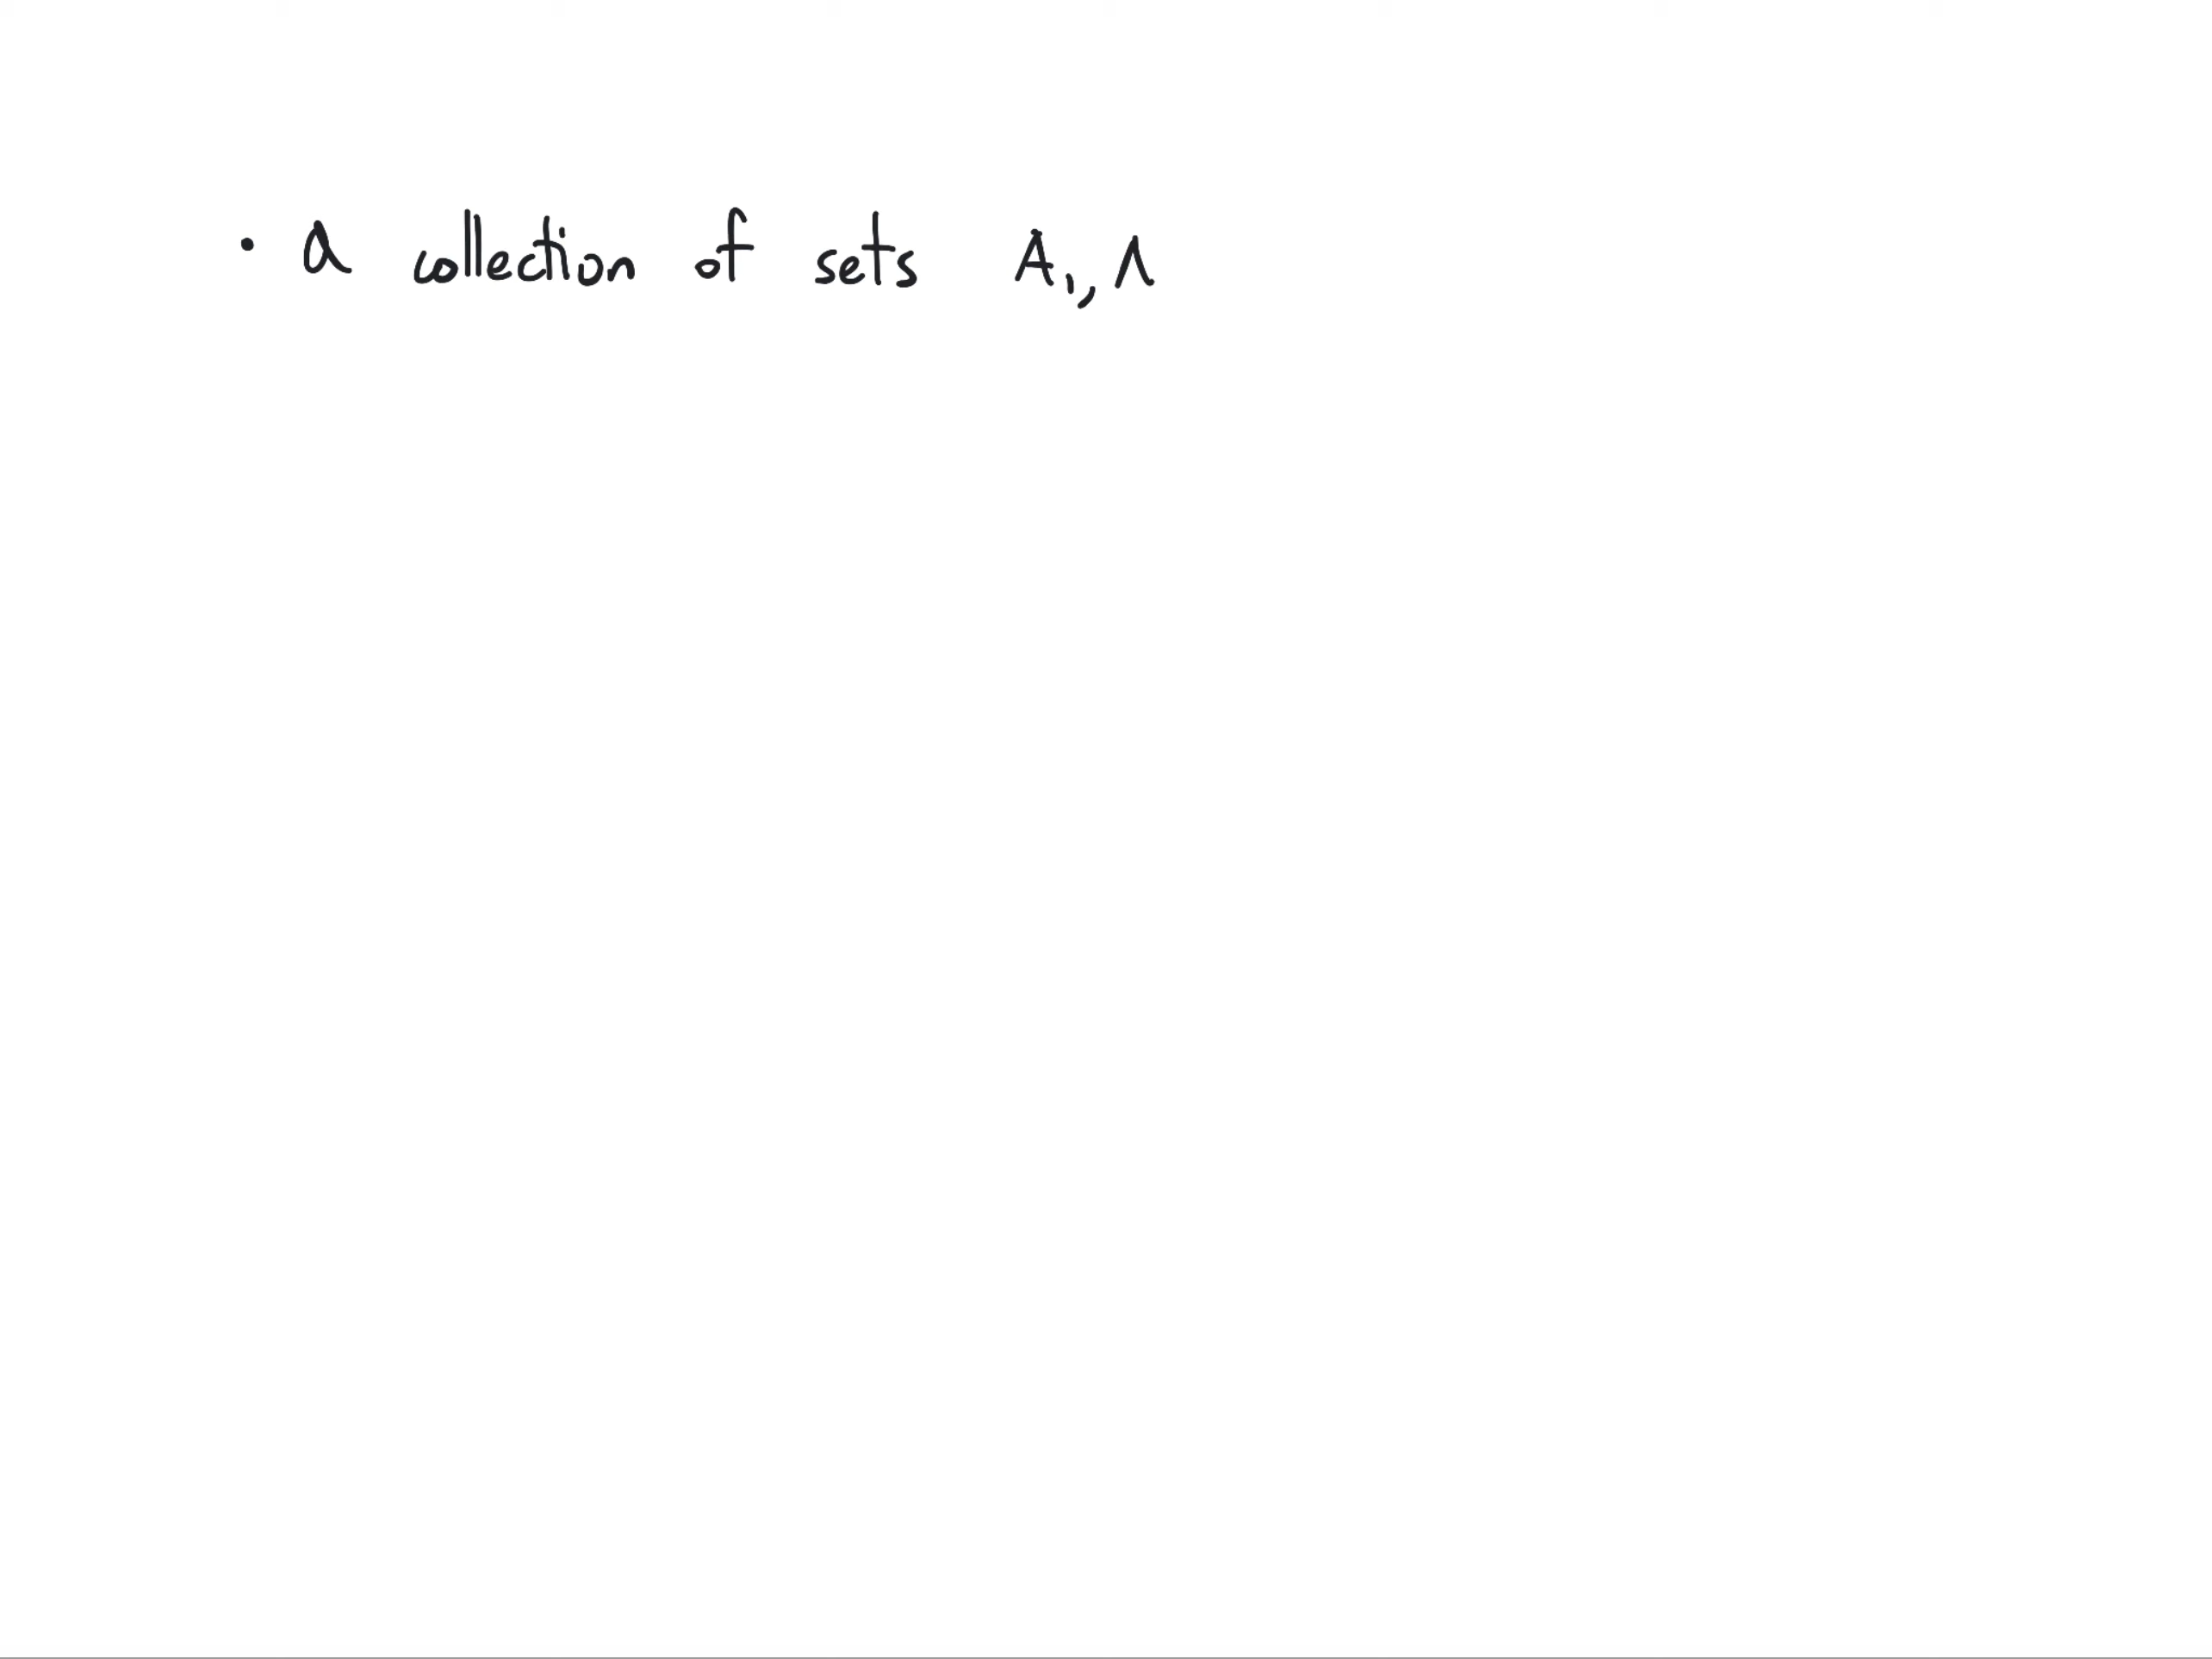 • a collection of sets A₁, Λ